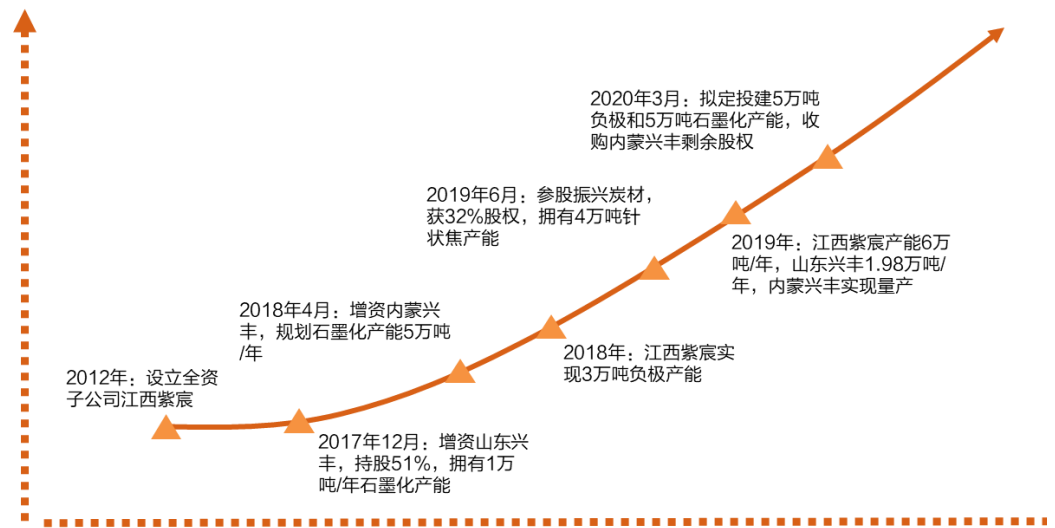 2020年3月：拟定投建5万吨
负极和5万吨石墨化产能，收
购内蒙兴丰剩余股权
2019年6月：参股振兴炭材，
获32%股权，拥有4万吨针
状焦产能
2019年：江西紫宸产能6万
吨/年，山东兴丰1.98万吨/
年，内蒙兴丰实现量产
2018年4月：增资内蒙兴
丰，规划石墨化产能5万吨
/年
2018年：江西紫宸实
现3万吨负极产能
2012年：设立全资
子公司江西紫宸
2017年12月：增资山东兴
丰，持股51%，拥有1万
吨/年石墨化产能